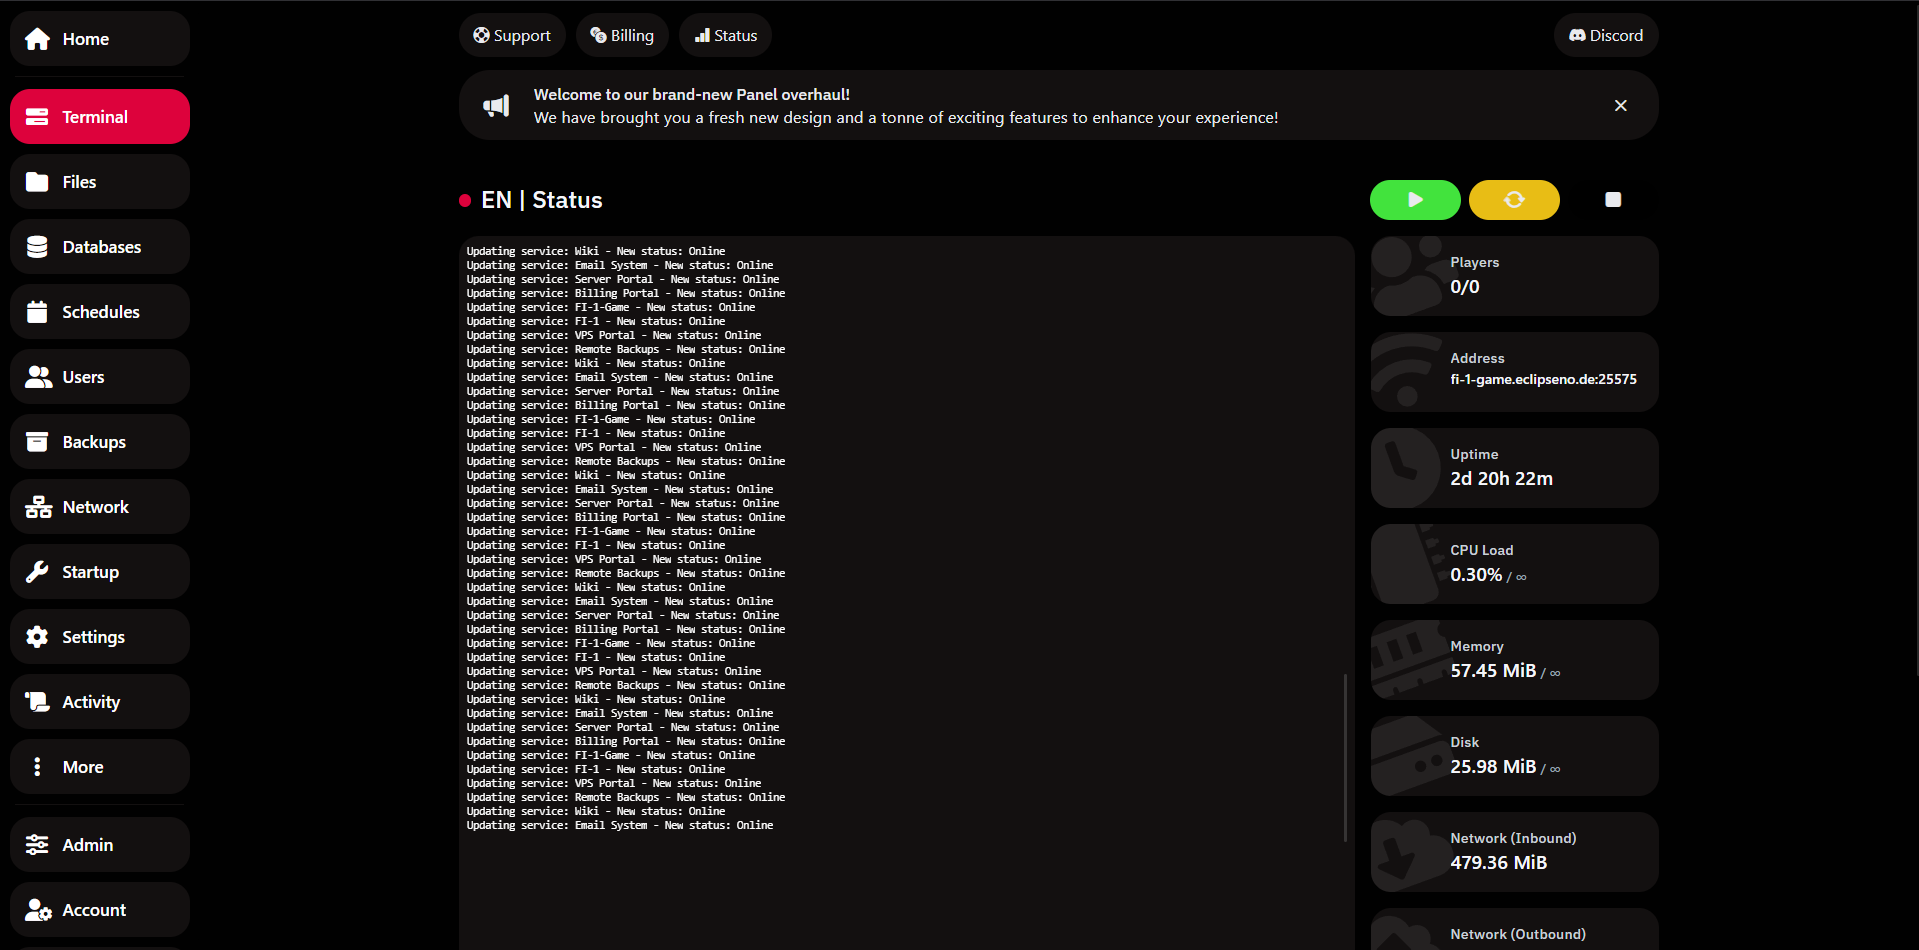 Home
Terminal
Files
Databases
Schedules
Users
Backups
Network
Startup
Settings
Activity
More
Admin
Account
Support
Billing
Status
Discord
Welcome to our brand-new Panel overhaul!
We have brought you a fresh new design and a tonne of exciting features to enhance your experience!
EN | Status
Updating service: Wiki - New status: Online
Updating service: Email System - New status: Online
Updating service: Server Portal - New status: Online
Updating service: Billing Portal - New status: Online
Updating service: FI-1-Game - New status: Online
Updating service: FI-1 - New status: Online
Updating service: VPS Portal - New status: Online
Updating service: Remote Backups - New status: Online
Updating service: Wiki - New status: Online
Updating service: Email System - New status: Online
Updating service: Server Portal - New status: Online
Updating service: Billing Portal - New status: Online
Updating service: FI-1-Game - New status: Online
Updating service: FI-1 - New status: Online
Updating service: VPS Portal - New status: Online
Updating service: Remote Backups - New status: Online
Updating service: Wiki - New status: Online
Updating service: Email System - New status: Online
Updating service: Server Portal - New status: Online
Updating service: Billing Portal - New status: Online
Updating service: FI-1-Game - New status: Online
Updating service: FI-1 - New status: Online
Updating service: VPS Portal - New status: Online
Updating service: Remote Backups - New status: Online
Updating service: Wiki - New status: Online
Updating service: Email System - New status: Online
Updating service: Server Portal - New status: Online
Updating service: Billing Portal - New status: Online
Updating service: FI-1-Game - New status: Online
Updating service: FI-1 - New status: Online
Updating service: VPS Portal - New status: Online
Updating service: Remote Backups - New status: Online
Updating service: Wiki - New status: Online
Updating service: Email System - New status: Online
Updating service: Server Portal - New status: Online
Updating service: Billing Portal - New status: Online
Updating service: FI-1-Game - New status: Online
Updating service: FI-1 - New status: Online
Updating service: VPS Portal - New status: Online
Updating service: Remote Backups - New status: Online
Updating service: Wiki - New status: Online
Updating service: Email System - New status: Online
Players
0/0
Address
fi-1-game.eclipseno.de:25575
Uptime
2d 20h 22m
CPU Load
0.30% / ∞
Memory
57.45 MiB / ∞
Disk
25.98 MiB / ∞
Network (Inbound)
479.36 MiB
Network (Outbound)